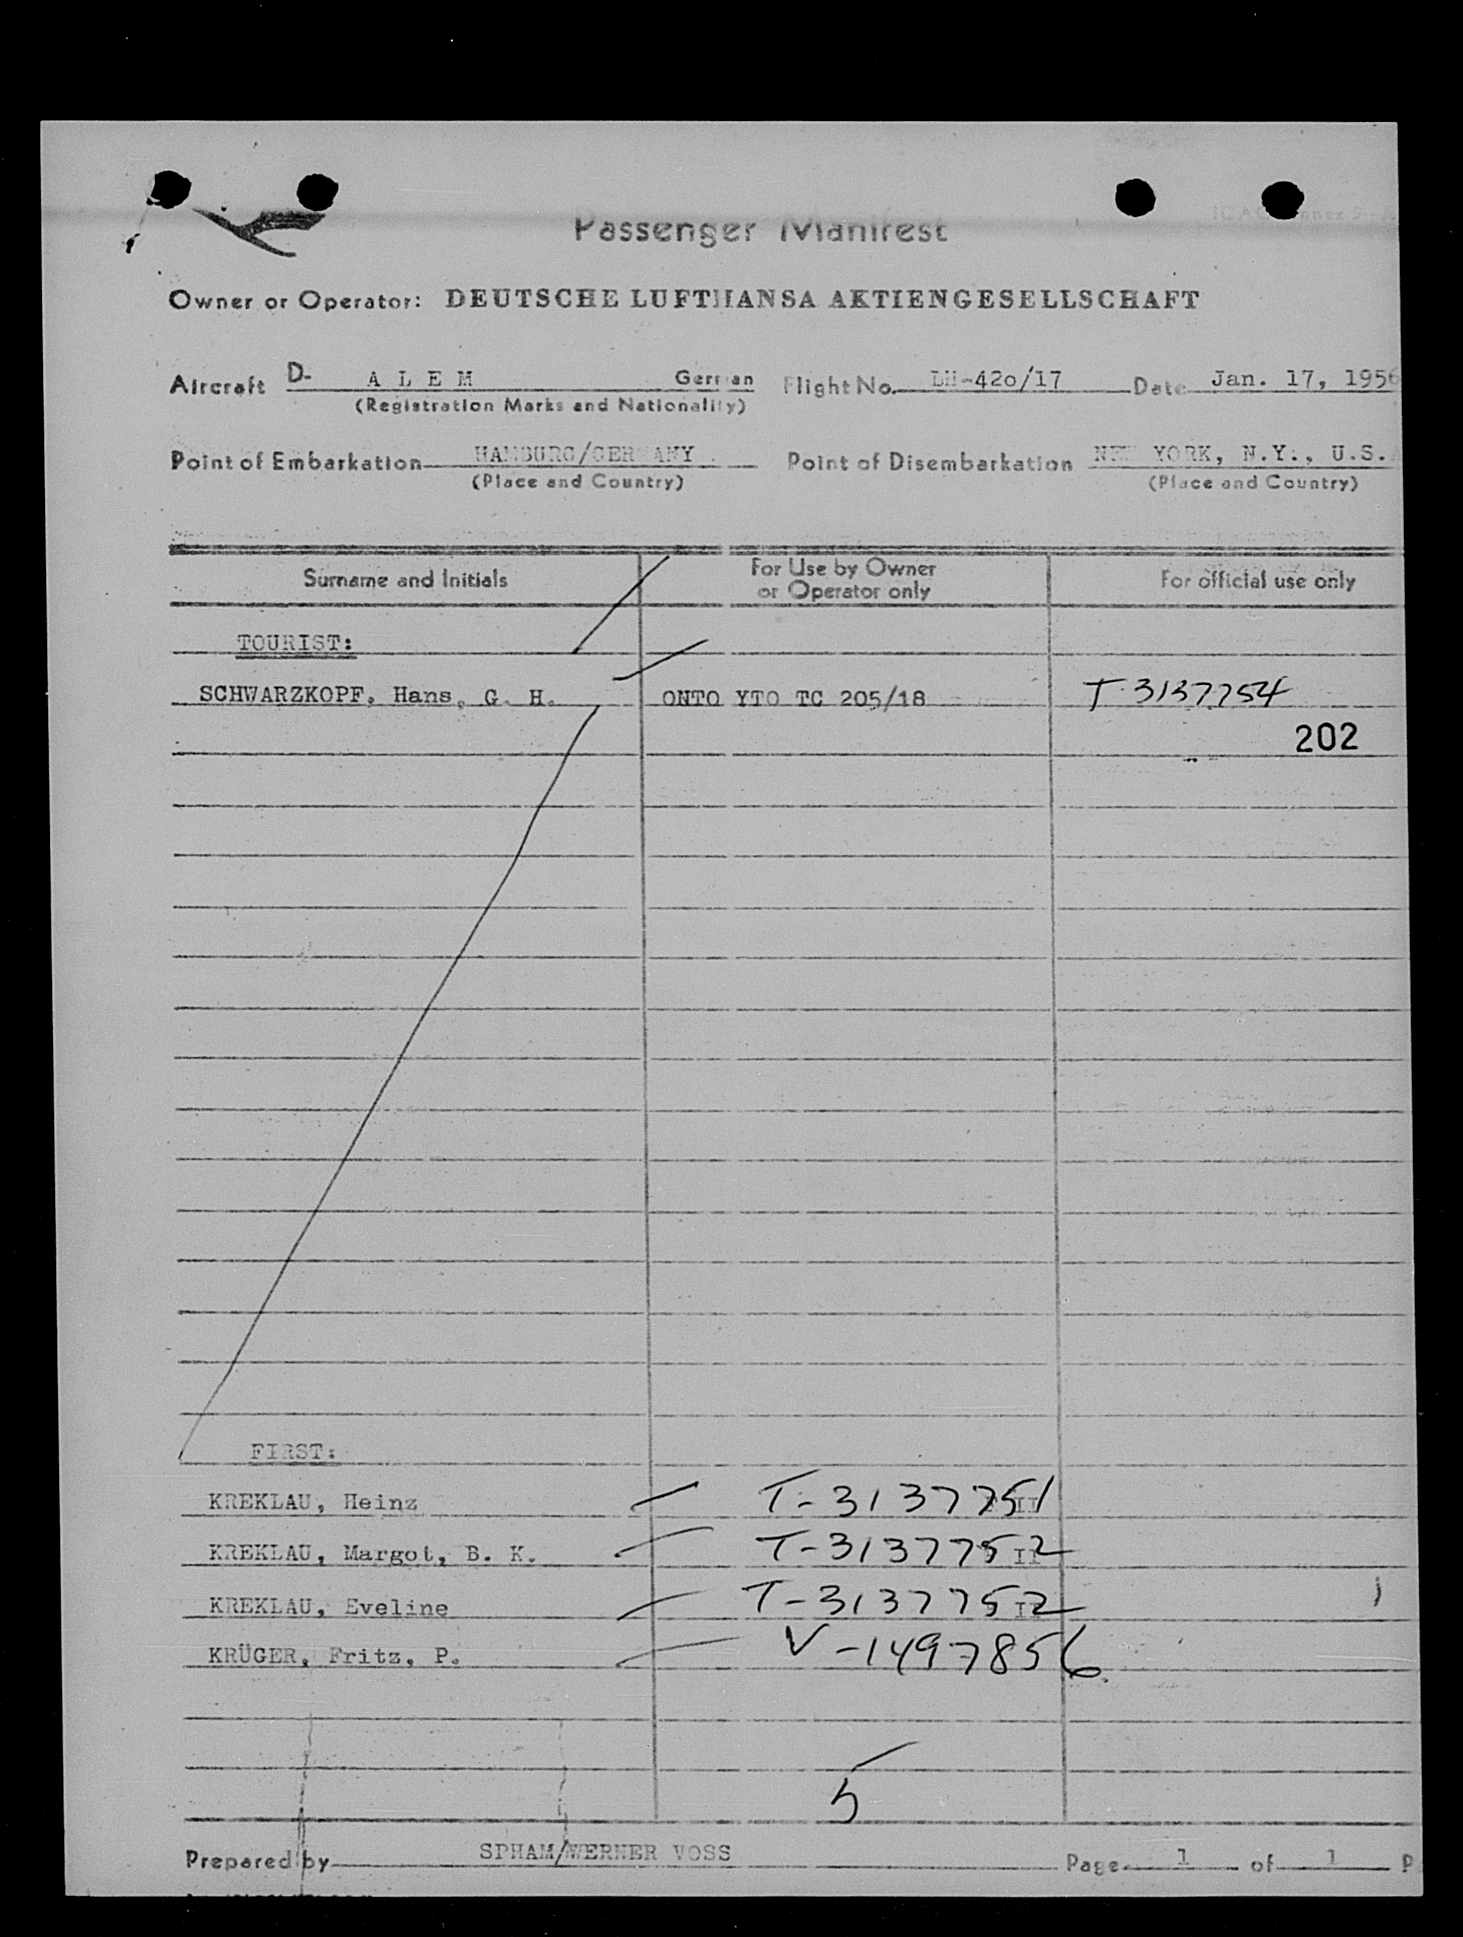 Passenger Manifest
Owner or Operator: DEUTSCHE LUFTHANSA AKTIENGESELLSCHAFT
Aircraft D- A L E M German Flight No. LH-42o/17 Date Jan. 17, 1956
(Registration Marks and Nationality)
Point of Embarkation HAMBURG/GERMANY Point of Disembarkation NEW YORK, N.Y., U.S.
(Place and Country) (Place and Country)
Surname and Initials For Use by Owner or Operator only For official use only
TOURIST:
SCHWARZKOPF, Hans, G. H. ONTO YTO TC 205/18 T-3137754
202
FIRST:
KREKLAU, Heinz T-3137751
KREKLAU, Margot, B. K. T-3137752
KREKLAU, Eveline T-3137752
KRÜGER, Fritz, P. V-1497856
5
Prepared by SPHAM/WERNER VOSS Page 1 of 1 P